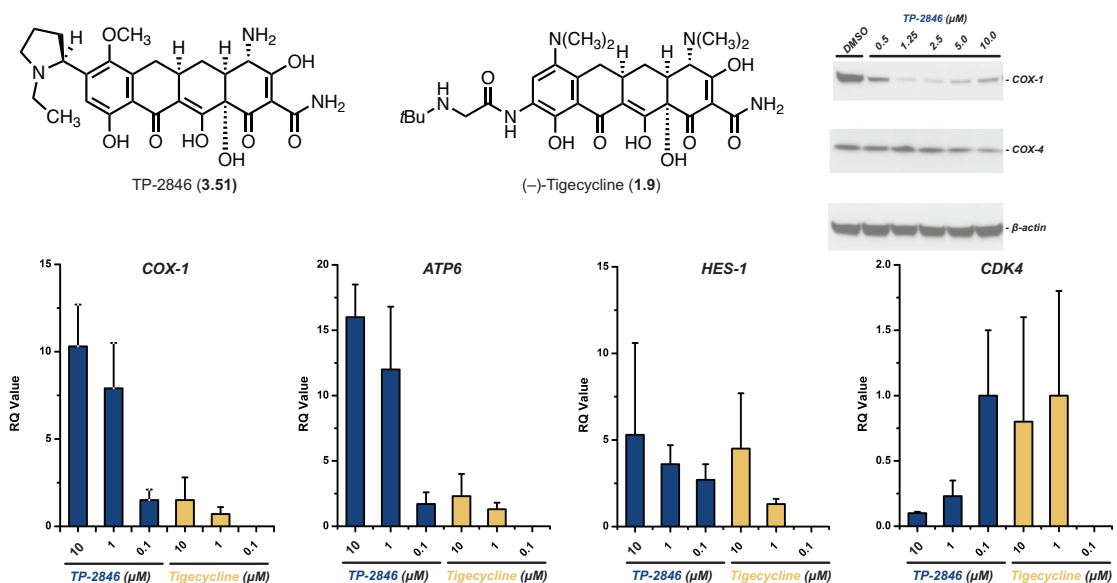 H
OCH₃
N
CH₃
H
H
NH₂
OH
NH₂
OH
O
HO
OH
O
O
TP-2846 (3.51)
N(CH₃)₂
H
H
N(CH₃)₂
OH
H
N
O
tBu
N
H
NH₂
OH
O
HO
OH
O
O
(–)-Tigecycline (1.9)
TP-2846 (μM)
DMSO
0.5
1.25
2.5
5.0
10.0
- COX-1
- COX-4
- β-actin
COX-1
15
10
5
0
RQ Value
10
1
0.1
10
1
0.1
TP-2846 (μM)
Tigecycline (μM)
ATP6
20
15
10
5
0
RQ Value
10
1
0.1
10
1
0.1
TP-2846 (μM)
Tigecycline (μM)
HES-1
15
10
5
0
RQ Value
10
1
0.1
10
1
0.1
TP-2846 (μM)
Tigecycline (μM)
CDK4
2.0
1.5
1.0
0.5
0.0
RQ Value
10
1
0.1
10
1
0.1
TP-2846 (μM)
Tigecycline (μM)